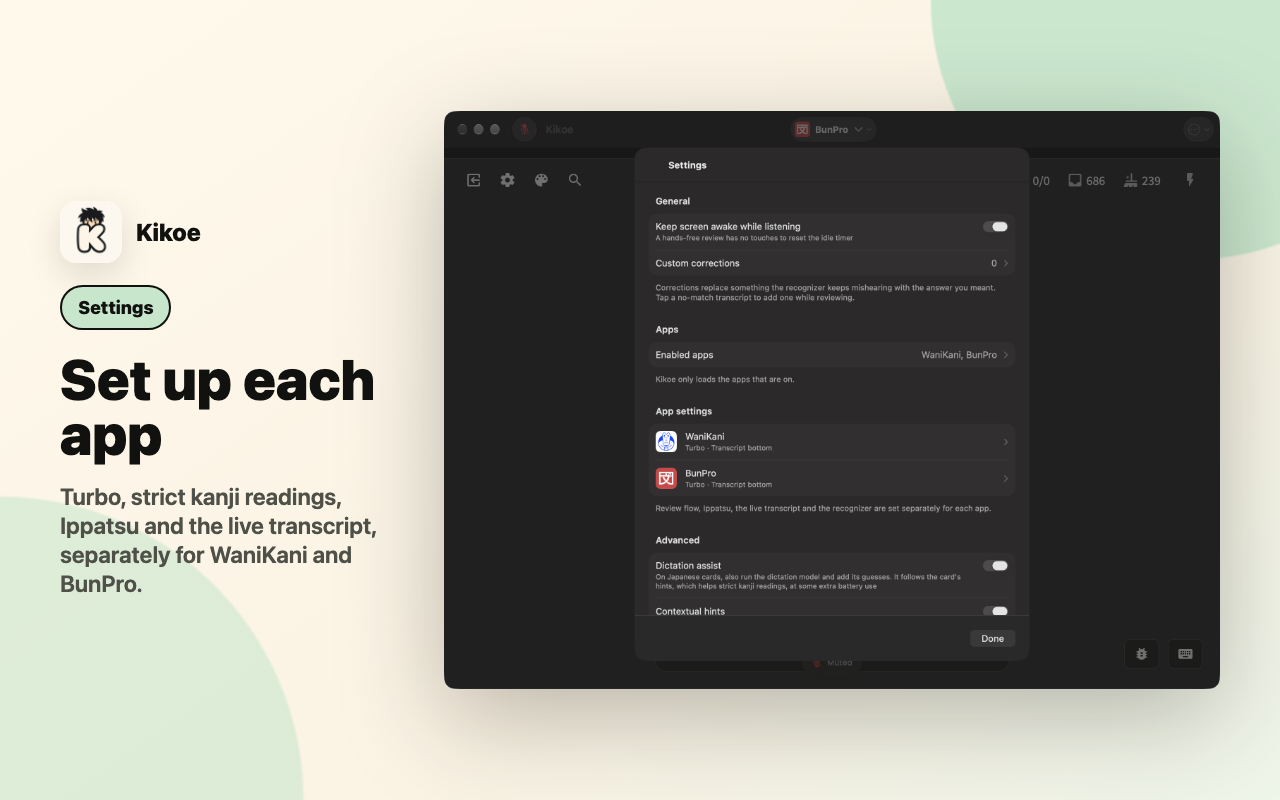 Kikoe
Settings
Set up each
app
Turbo, strict kanji readings,
Ippatsu and the live transcript,
separately for WaniKani and
BunPro.
Kikoe
BunPro
0/0
686
239
Settings
General
Keep screen awake while listening
A hands-free review has no touches to reset the idle timer
Custom corrections
0
Corrections replace something the recognizer keeps mishearing with the answer you meant.
Tap a no-match transcript to add one while reviewing.
Apps
Enabled apps
WaniKani, BunPro
Kikoe only loads the apps that are on.
App settings
WaniKani
Turbo · Transcript bottom
文
BunPro
Turbo · Transcript bottom
Review flow, Ippatsu, the live transcript and the recognizer are set separately for each app.
Advanced
Dictation assist
On Japanese cards, also run the dictation model and add its guesses. It follows the card's
hints, which helps strict kanji readings, at some extra battery use
Contextual hints
Done
Muted